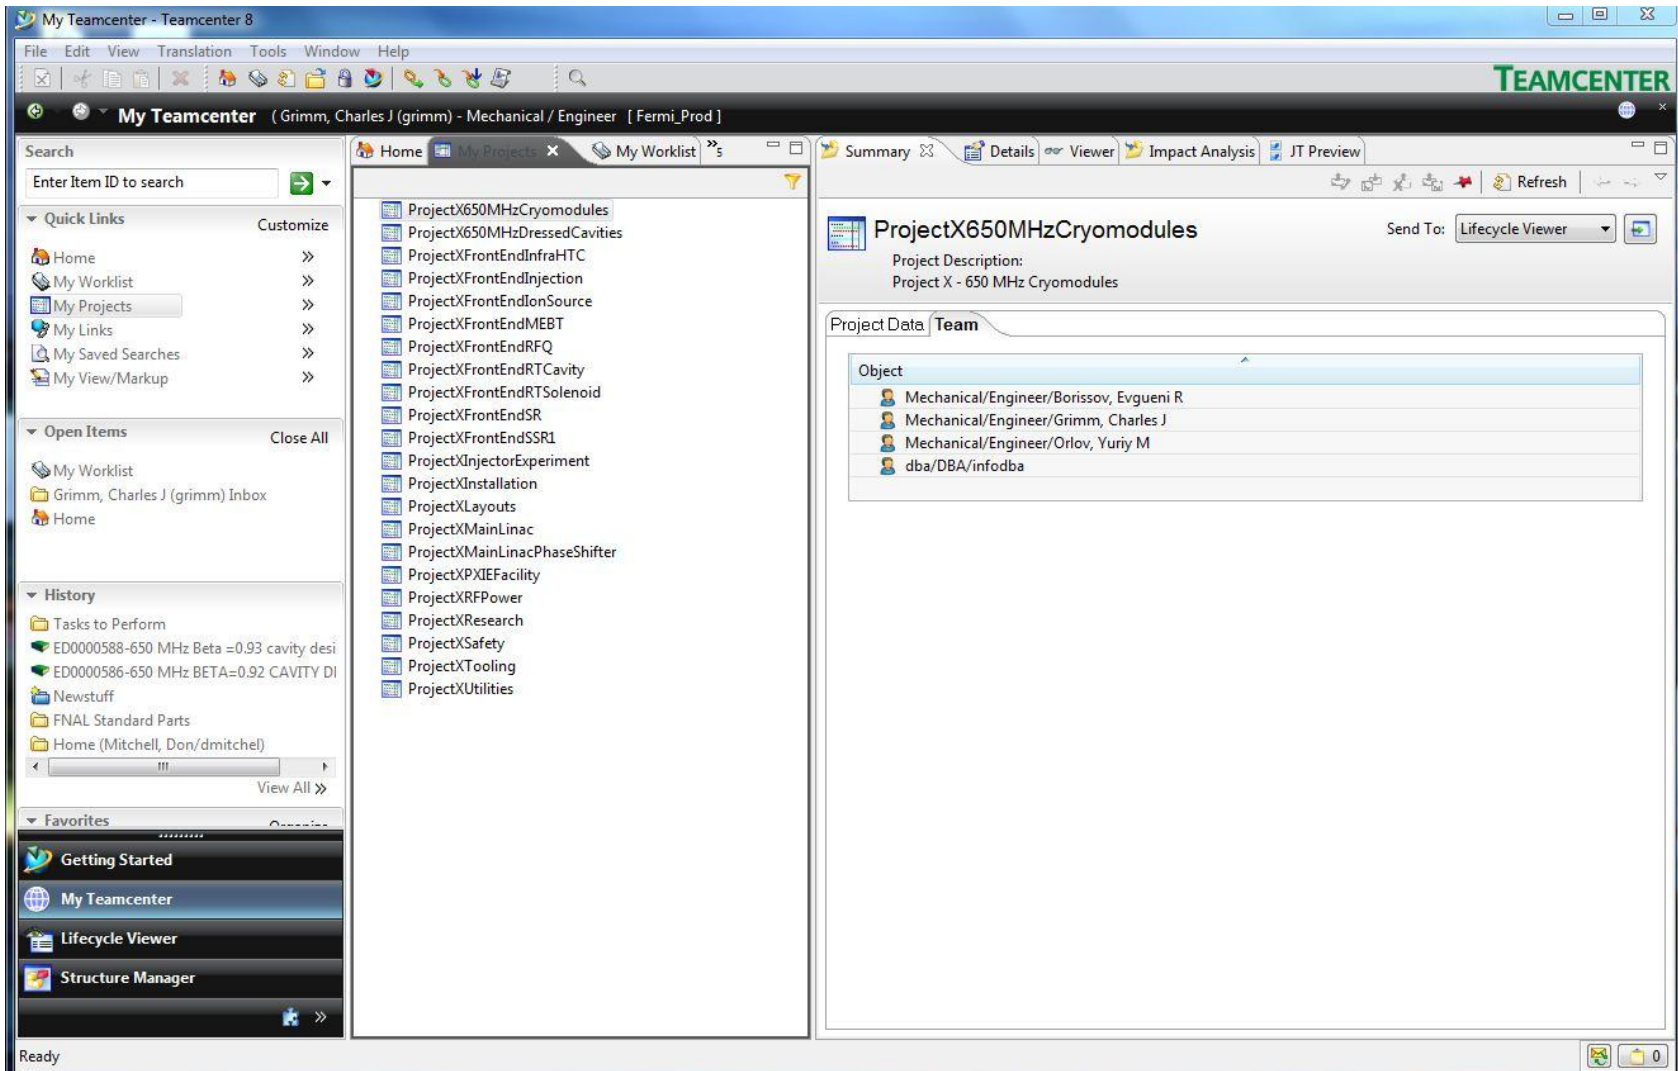 My Teamcenter - Teamcenter 8
File Edit View Translation Tools Window Help
TEAMCENTER
My Teamcenter ( Grimm, Charles J (grimm) - Mechanical / Engineer [ Fermi_Prod ]
Search
Enter Item ID to search
Quick Links
Customize
Home
My Worklist
My Projects
My Links
My Saved Searches
My View/Markup
Open Items
Close All
My Worklist
Grimm, Charles J (grimm) Inbox
Home
History
Tasks to Perform
ED0000588-650 MHz Beta =0.93 cavity desi
ED0000586-650 MHz BETA=0.92 CAVITY DI
Newstuff
FNAL Standard Parts
Home (Mitchell, Don/dmitchel)
View All »
Favorites
Getting Started
My Teamcenter
Lifecycle Viewer
Structure Manager
Home My Projects My Worklist »5
ProjectX650MHzCryomodules
ProjectX650MHzDressedCavities
ProjectXFrontEndInfraHTC
ProjectXFrontEndInjection
ProjectXFrontEndIonSource
ProjectXFrontEndMEBT
ProjectXFrontEndRFQ
ProjectXFrontEndRTCavity
ProjectXFrontEndRTSolenoid
ProjectXFrontEndSR
ProjectXFrontEndSSR1
ProjectXInjectorExperiment
ProjectXInstallation
ProjectXLayouts
ProjectXMainLinac
ProjectXMainLinacPhaseShifter
ProjectXPXIEFacility
ProjectXRFPower
ProjectXResearch
ProjectXSafety
ProjectXTooling
ProjectXUtilities
Summary Details Viewer Impact Analysis JT Preview
Refresh
ProjectX650MHzCryomodules
Send To: Lifecycle Viewer
Project Description:
Project X - 650 MHz Cryomodules
Project Data Team
Object
Mechanical/Engineer/Borissov, Evgueni R
Mechanical/Engineer/Grimm, Charles J
Mechanical/Engineer/Orlov, Yuriy M
dba/DBA/infodba
Ready
0